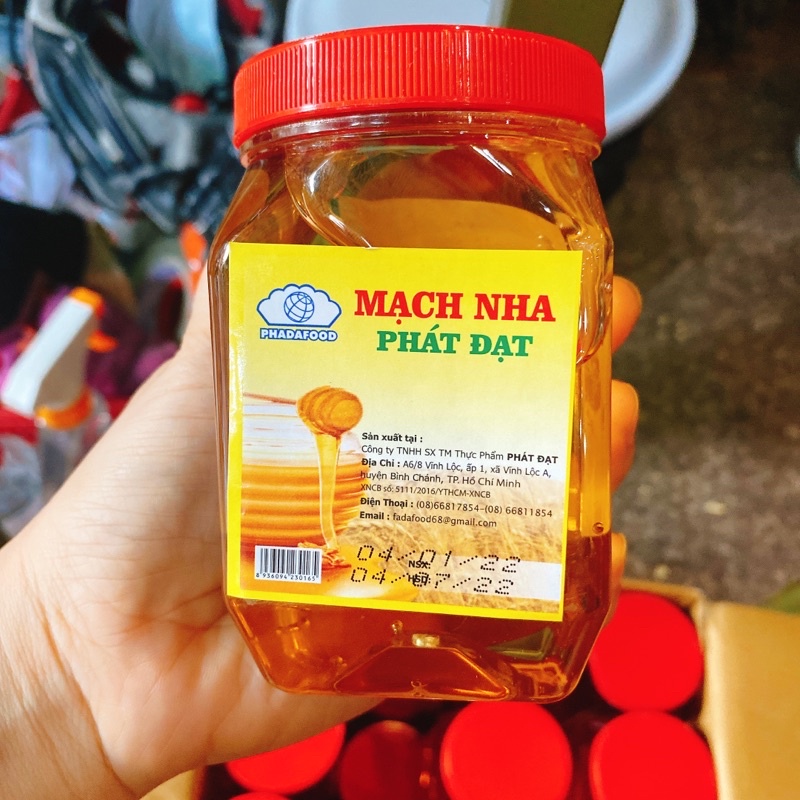 PHADAFOOD
MẠCH NHA
PHÁT ĐẠT
Sản xuất tại :
Công ty TNHH SX TM Thực Phẩm PHÁT ĐẠT
Địa Chỉ : A6/8 Vĩnh Lộc, ấp 1, xã Vĩnh Lộc A,
huyện Bình Chánh, TP. Hồ Chí Minh
XNCB số: 5111/2016/YTHCM-XNCB
Điện Thoại : (08)66817854-(08) 66811854
Email : fadafood68@gmail.com
NSX: 04/01/22
HSD: 04/07/22
8 936094 230165